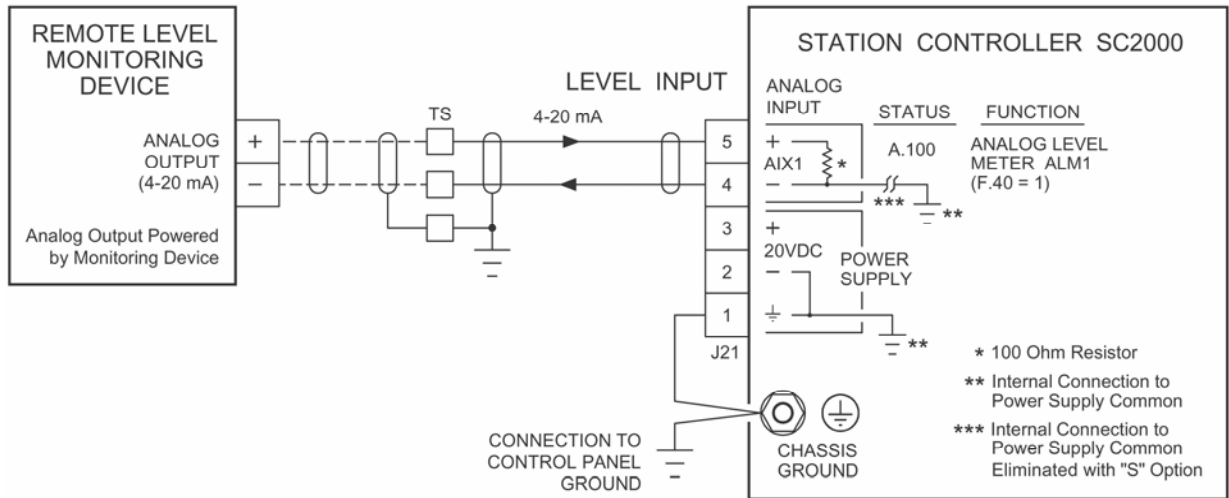 REMOTE LEVEL
MONITORING
DEVICE
ANALOG
OUTPUT
(4-20 mA)
+
−
Analog Output Powered
by Monitoring Device
TS
LEVEL INPUT
4-20 mA
5
4
3
2
1
J21
STATION CONTROLLER SC2000
ANALOG
INPUT
STATUS
FUNCTION
+
AIX1
−
*
A.100
***
**
ANALOG LEVEL
METER ALM1
(F.40 = 1)
+
20VDC
−
POWER
SUPPLY
**
* 100 Ohm Resistor
** Internal Connection to
Power Supply Common
*** Internal Connection to
Power Supply Common
Eliminated with "S" Option
CHASSIS
GROUND
CONNECTION TO
CONTROL PANEL
GROUND